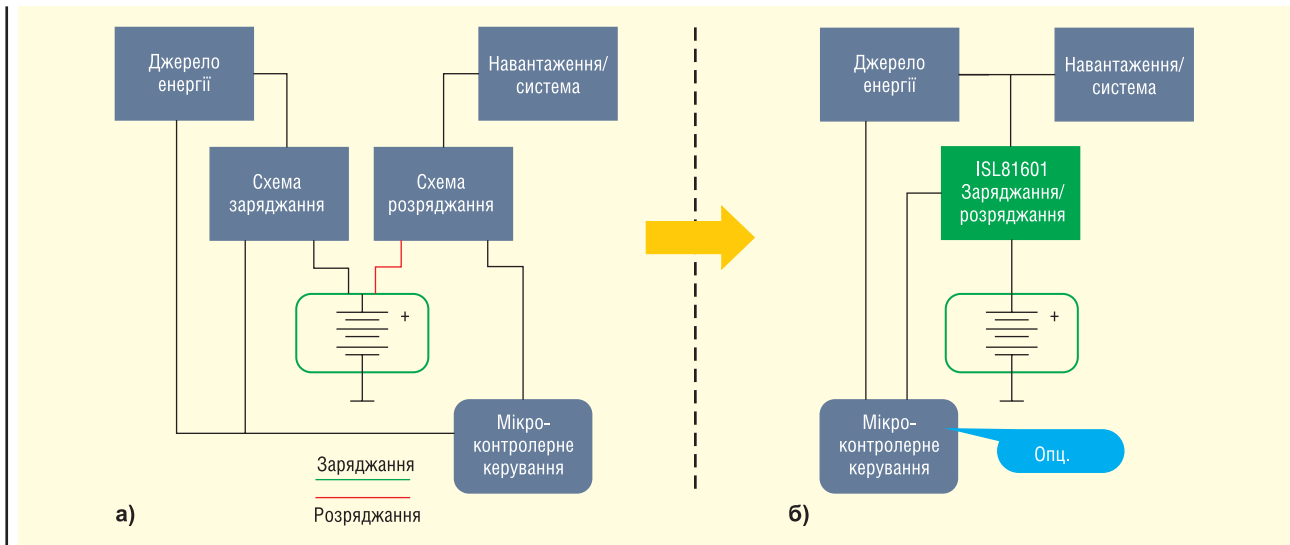 Джерело
енергії
Навантаження/
система
Схема
заряджання
Схема
розряджання
+
Мікро-
контролерне
керування
Заряджання
Розряджання
а)
Джерело
енергії
Навантаження/
система
ISL81601
Заряджання/
розряджання
+
Мікро-
контролерне
керування
Опц.
б)